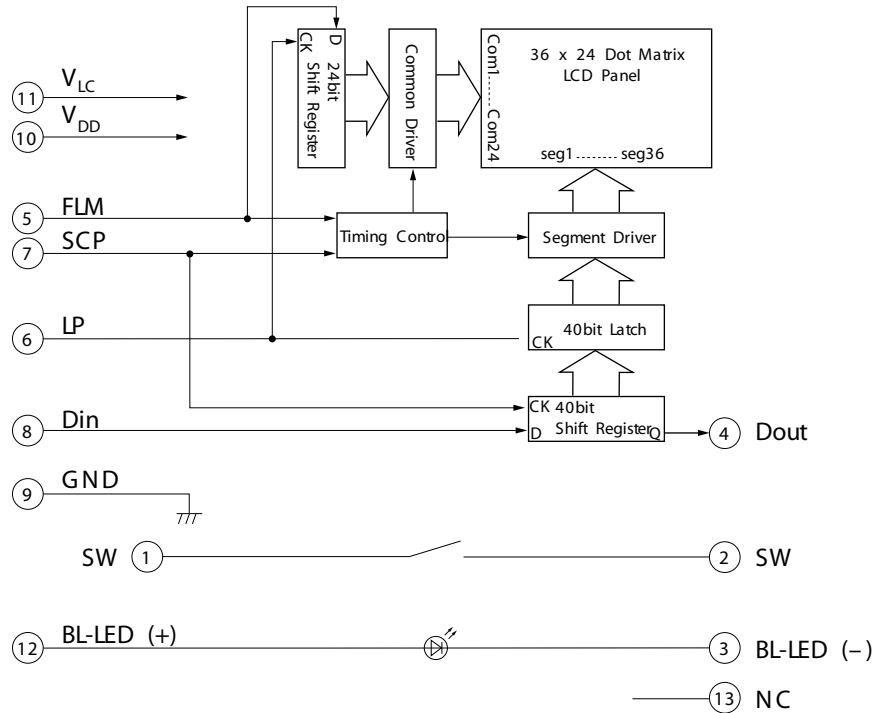 D
CK
24bit
Shift Register
Common Driver
Com1........Com24
36 x 24 Dot Matrix
LCD Panel
seg1.........seg36
11 VLC
10 VDD
5 FLM
7 SCP
Timing Control
Segment Driver
6 LP
40bit Latch
CK
CK 40bit
Shift Register
D
Q
8 Din
4 Dout
9 GND
SW 1
2 SW
12 BL-LED (+)
3 BL-LED (−)
13 NC